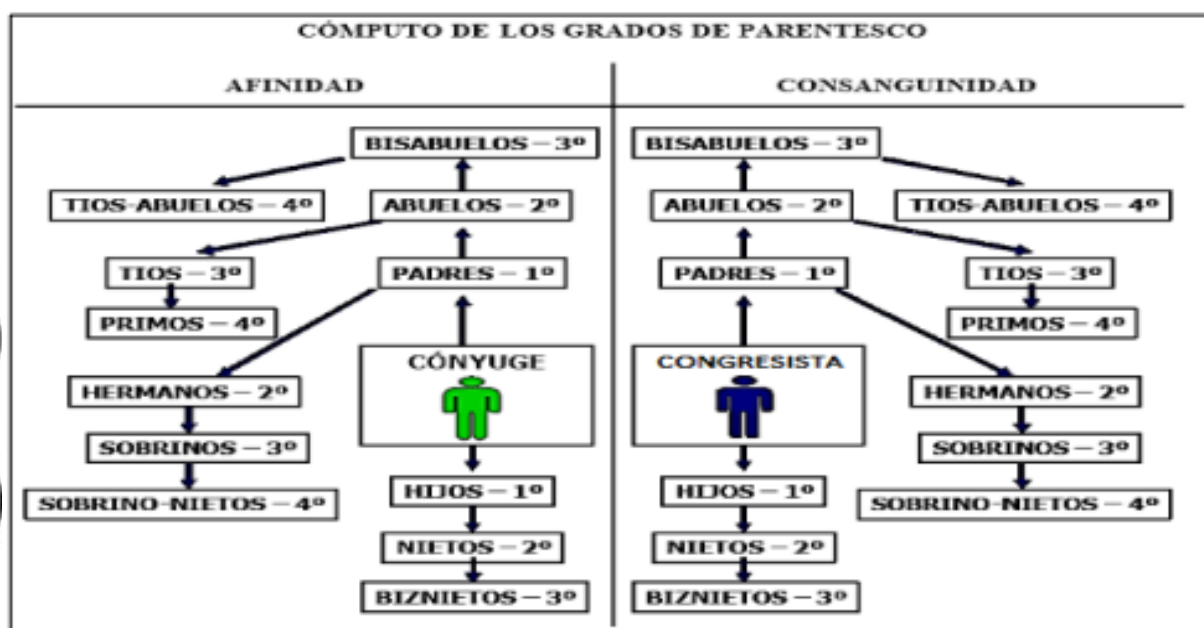 CÓMPUTO DE LOS GRADOS DE PARENTESCO
AFINIDAD CONSANGUINIDAD
BISABUELOS – 3º BISABUELOS – 3º
TIOS-ABUELOS – 4º ABUELOS – 2º ABUELOS – 2º TIOS-ABUELOS – 4º
TIOS – 3º PADRES – 1º PADRES – 1º TIOS – 3º
PRIMOS – 4º PRIMOS – 4º
CÓNYUGE CONGRESISTA
HERMANOS – 2º HERMANOS – 2º
SOBRINOS – 3º SOBRINOS – 3º
HIJOS – 1º HIJOS – 1º
SOBRINO-NIETOS – 4º SOBRINO-NIETOS – 4º
NIETOS – 2º NIETOS – 2º
BIZNIETOS – 3º BIZNIETOS – 3º